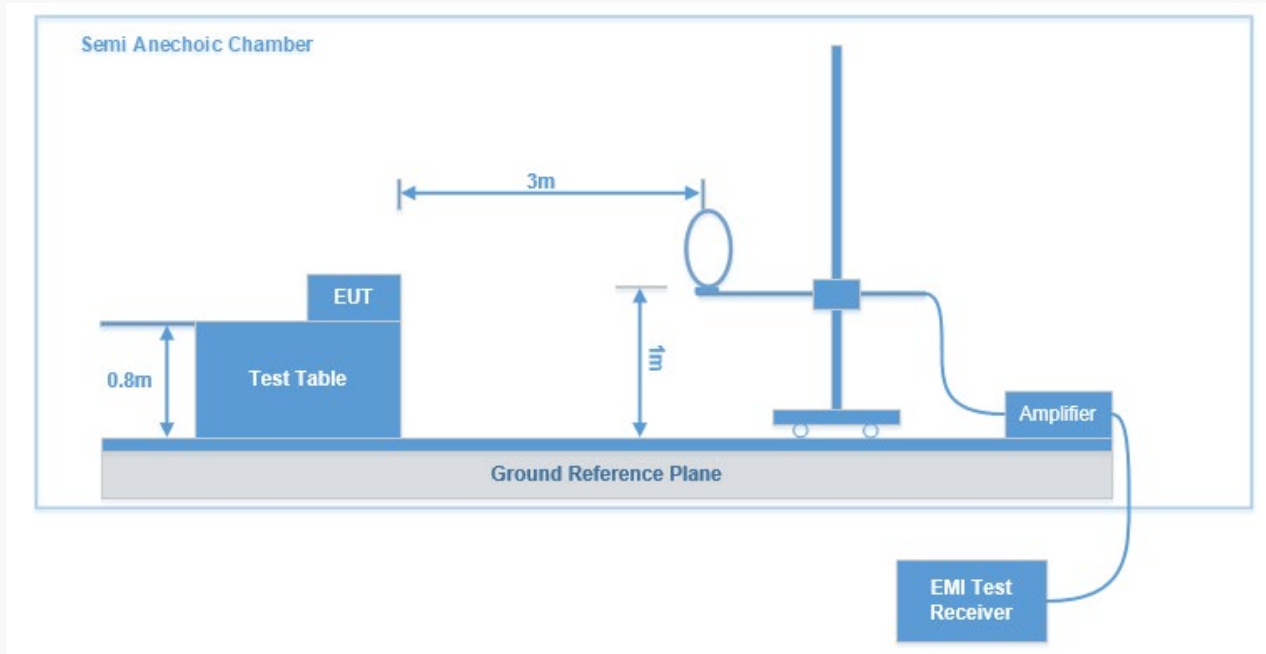 Semi Anechoic Chamber
3m
EUT
1m
0.8m
Test Table
Amplifier
Ground Reference Plane
EMI Test
Receiver